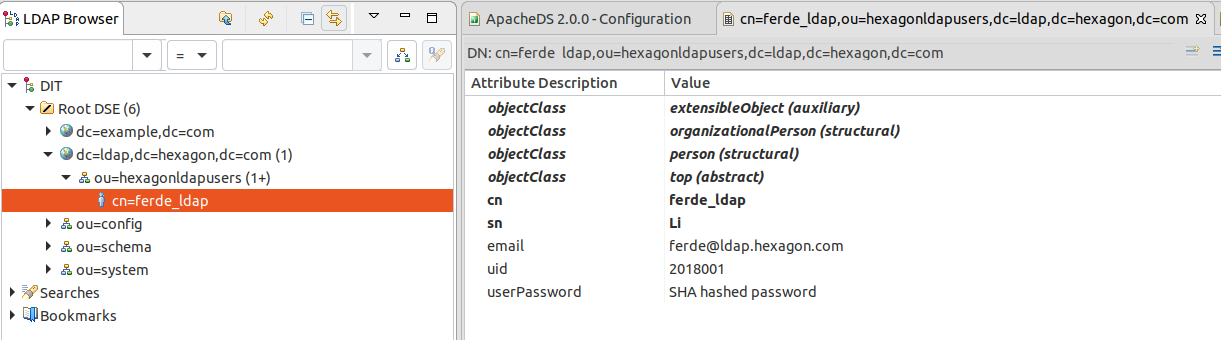 LDAP Browser
=
DIT
Root DSE (6)
dc=example,dc=com
dc=ldap,dc=hexagon,dc=com (1)
ou=hexagonldapusers (1+)
cn=ferde_ldap
ou=config
ou=schema
ou=system
Searches
Bookmarks
ApacheDS 2.0.0 - Configuration
cn=ferde_ldap,ou=hexagonldapusers,dc=ldap,dc=hexagon,dc=com
DN: cn=ferde_ldap,ou=hexagonldapusers,dc=ldap,dc=hexagon,dc=com
Attribute Description Value
objectClass extensibleObject (auxiliary)
objectClass organizationalPerson (structural)
objectClass person (structural)
objectClass top (abstract)
cn ferde_ldap
sn Li
email ferde@ldap.hexagon.com
uid 2018001
userPassword SHA hashed password